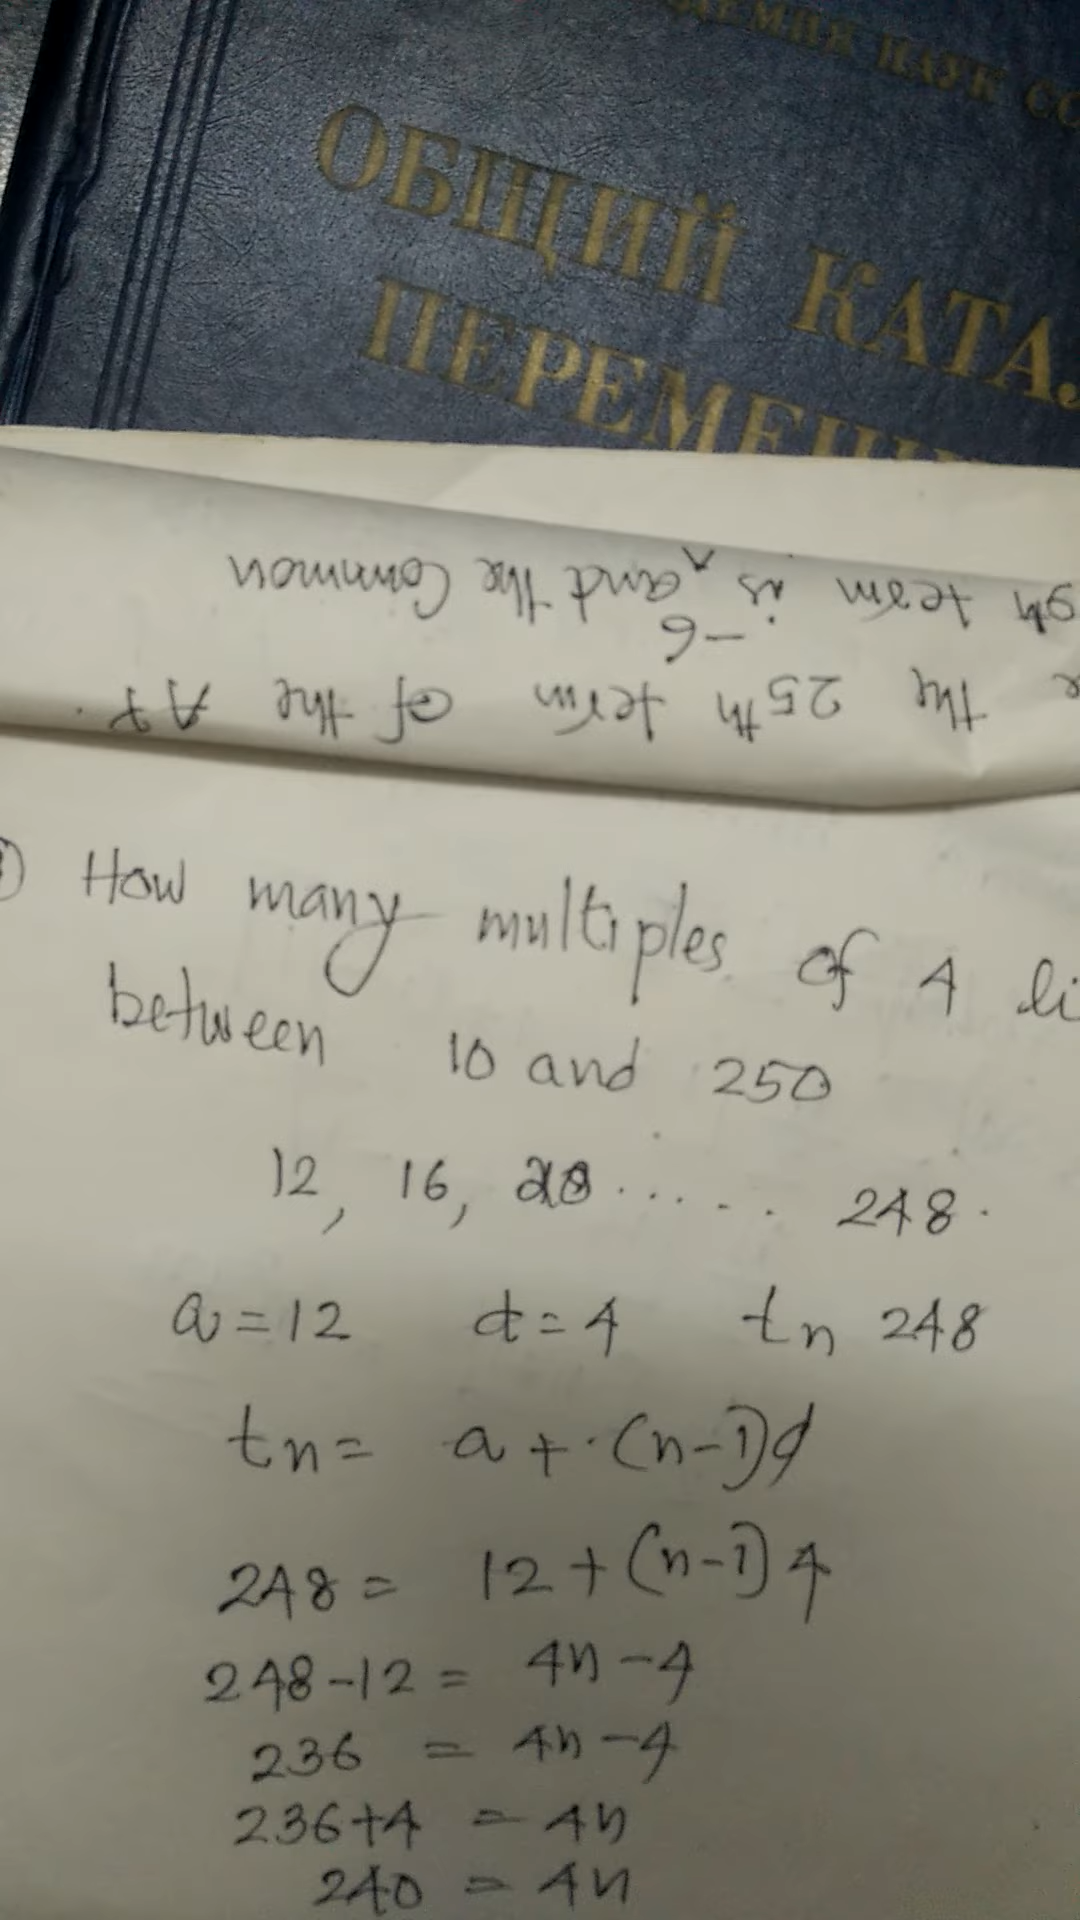 АДЕМИЯ НАУК СС
ОБЩИЙ КАТАЛ
ПЕРЕМЕН
9th term is -6 and the Common
the 25th term of the AP.
How many multiples of 4 li
between 10 and 250
12, 16, 20 ..... 248.
a = 12 d = 4 tn 248
tn = a + (n-1)d
248 = 12 + (n-1) 4
248-12 = 4n - 4
236 = 4n - 4
236+4 = 4n
240 = 4n